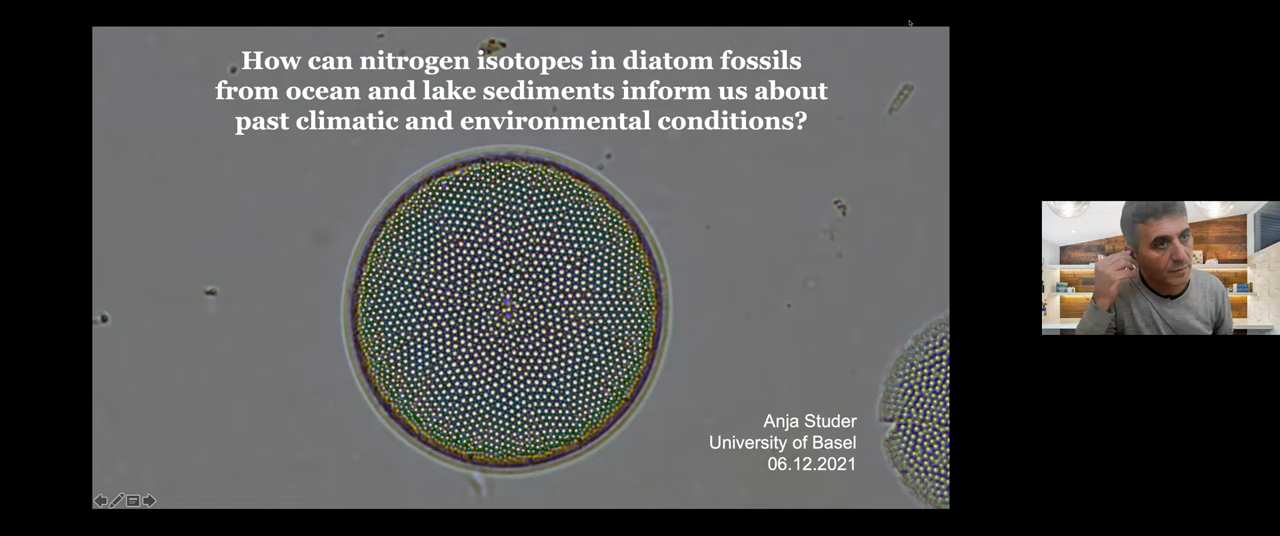 How can nitrogen isotopes in diatom fossils
from ocean and lake sediments inform us about
past climatic and environmental conditions?
Anja Studer
University of Basel
06.12.2021